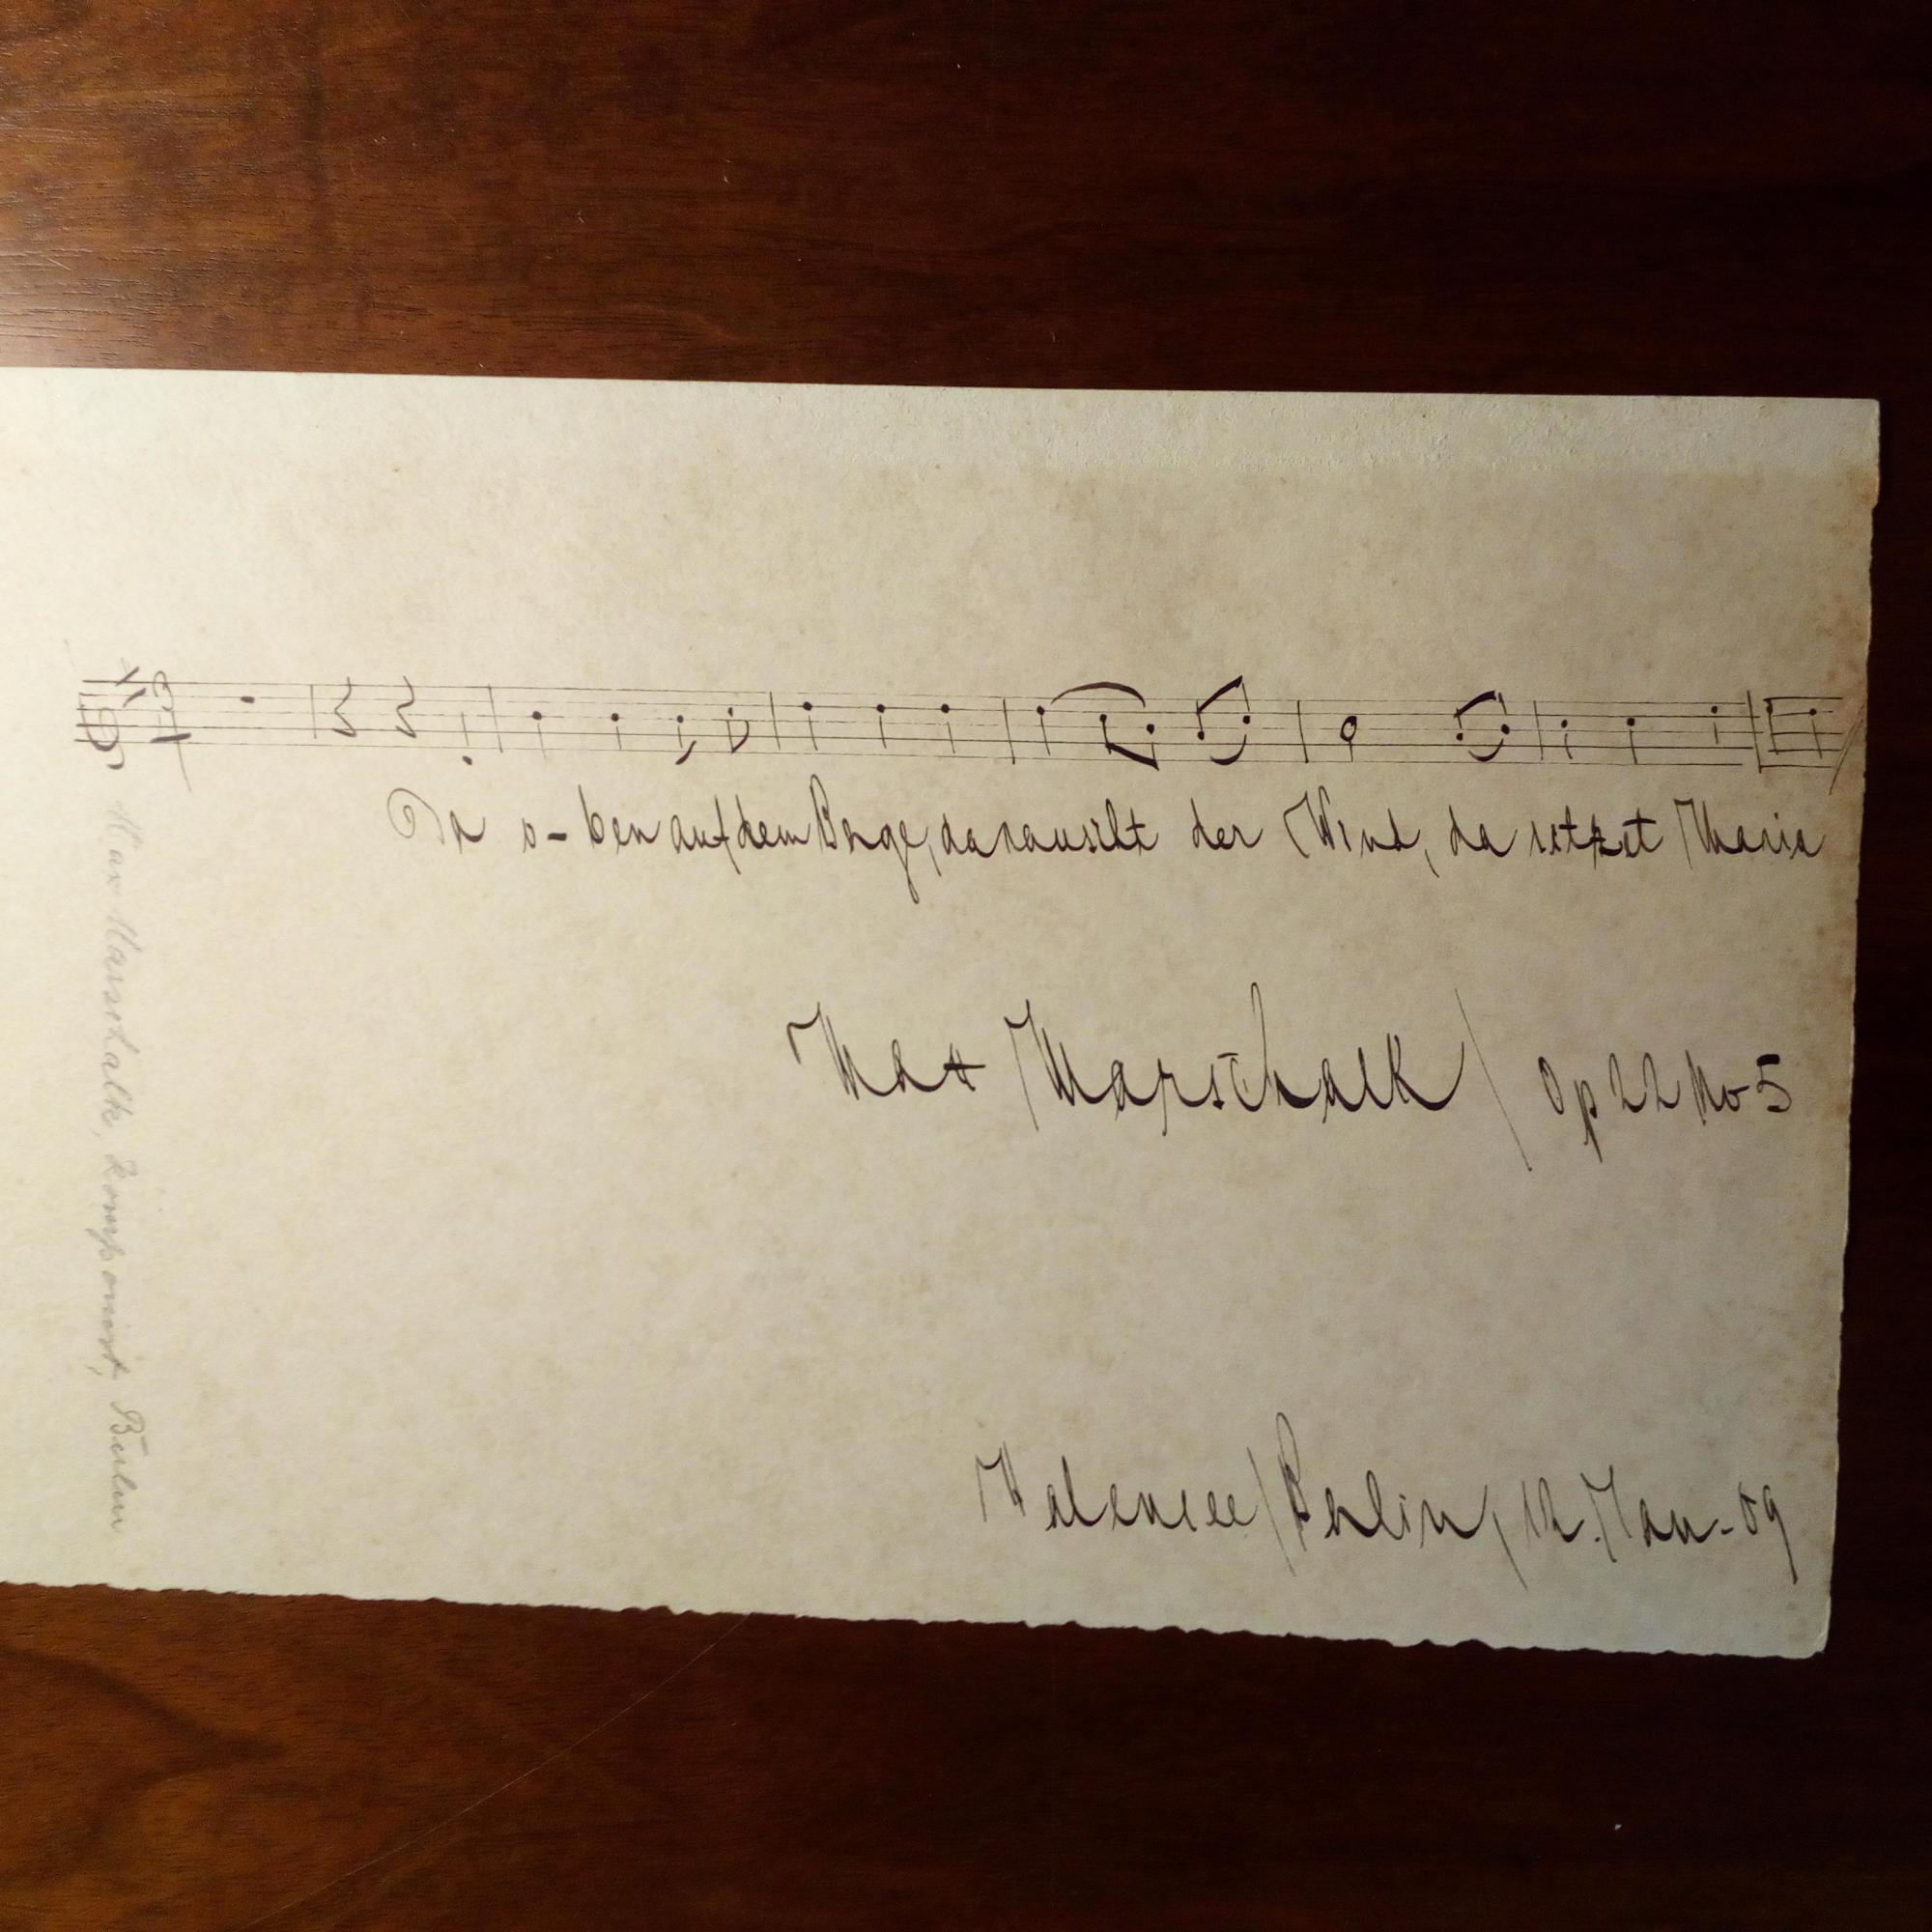 Da o-ben auf dem Berge, da rauscht der Wind, da sitzet Maria
Max Marschalk / Op 22 No 5
Halensee / Berlin, 12. Jan. 09
Max Marschalk, Komponist, Berlin